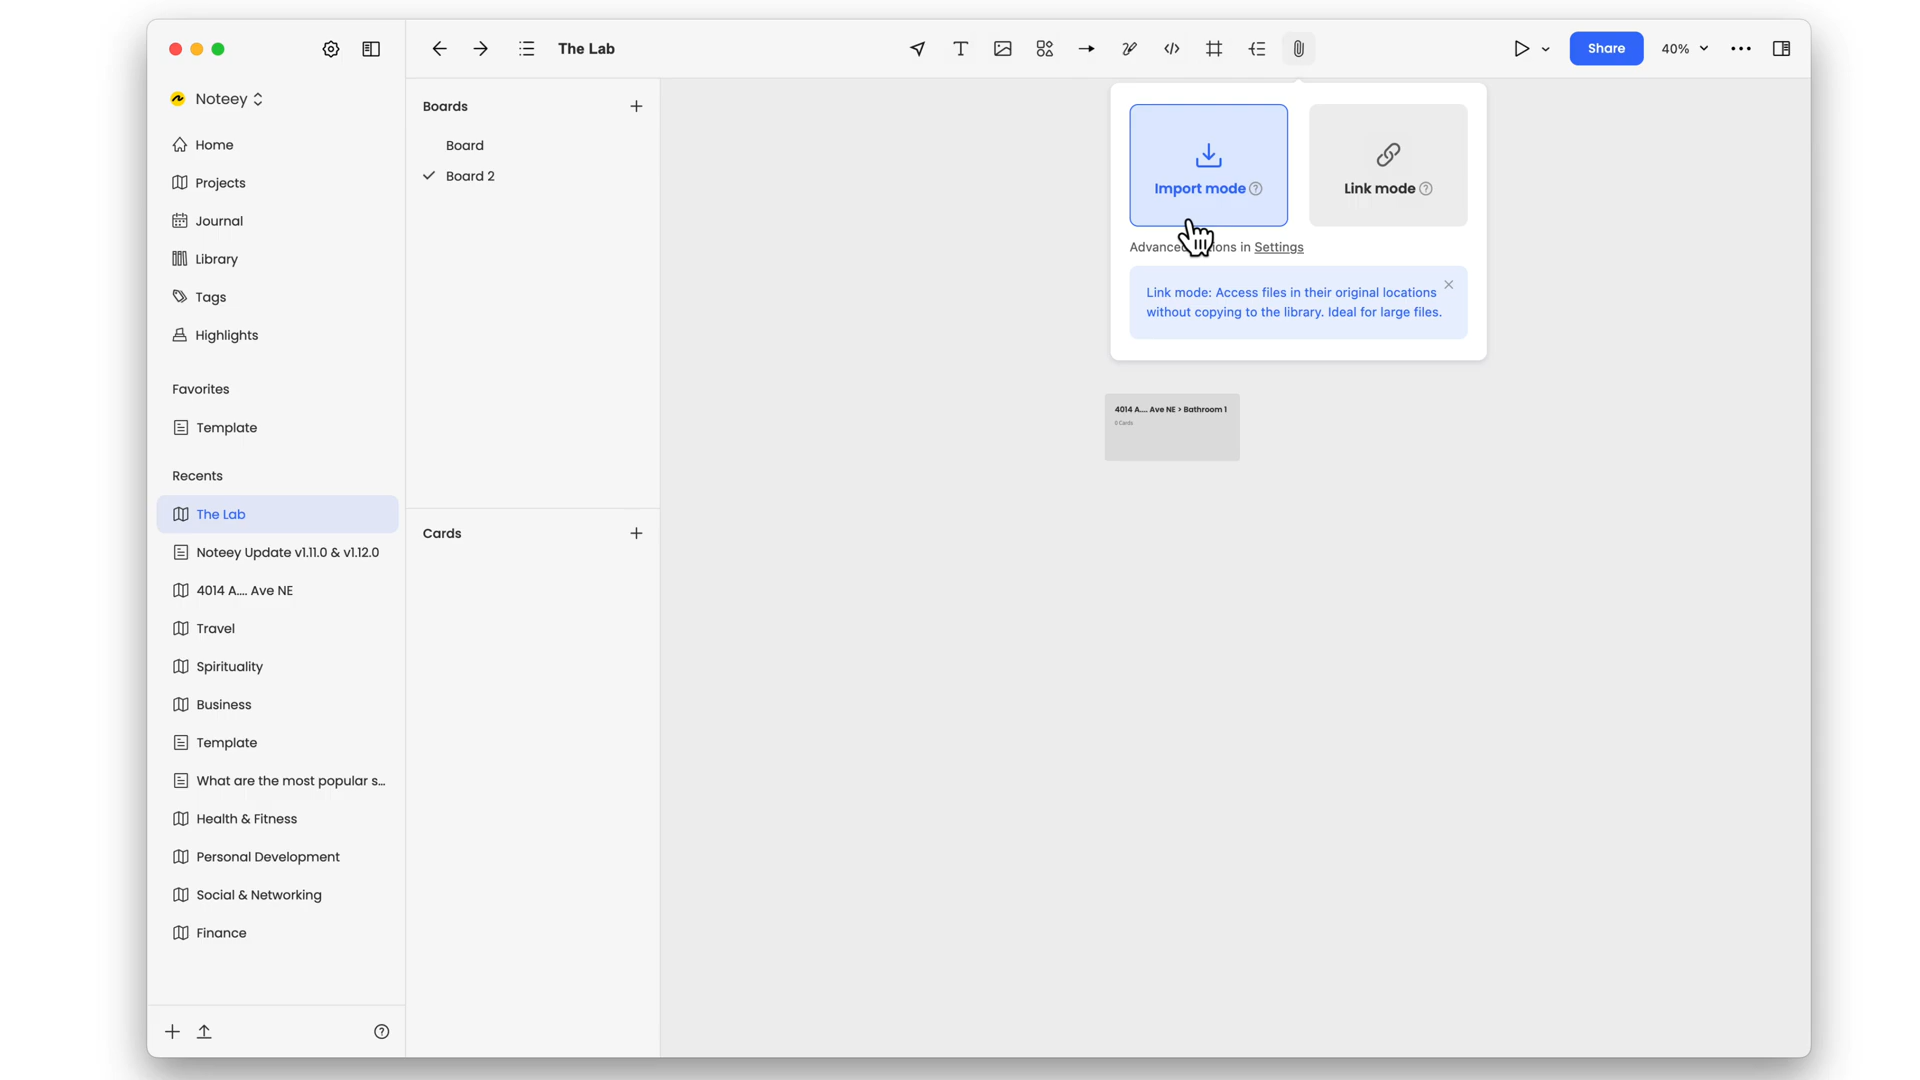 The Lab
Share
40%
Noteey
Home
Projects
Journal
Library
Tags
Highlights
Favorites
Template
Recents
The Lab
Noteey Update v1.11.0 & v1.12.0
4014 A.... Ave NE
Travel
Spirituality
Business
Template
What are the most popular s...
Health & Fitness
Personal Development
Social & Networking
Finance
Boards
Board
Board 2
Cards
Import mode
Link mode
Advanced ons in Settings
Link mode: Access files in their original locations
without copying to the library. Ideal for large files.
4014 A.... Ave NE > Bathroom 1
0 Cards